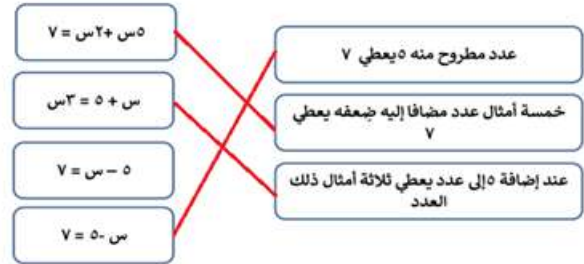 ٥س +٢س = ٧
س + ٥ = ٣س
٥ – س = ٧
س -٥ = ٧
عدد مطروح منه ٥يعطي ٧
خمسة أمثال عدد مضافا إليه ضِعفه يعطي
٧
عند إضافة ٥إلى عدد يعطي ثلاثة أمثال ذلك
العدد